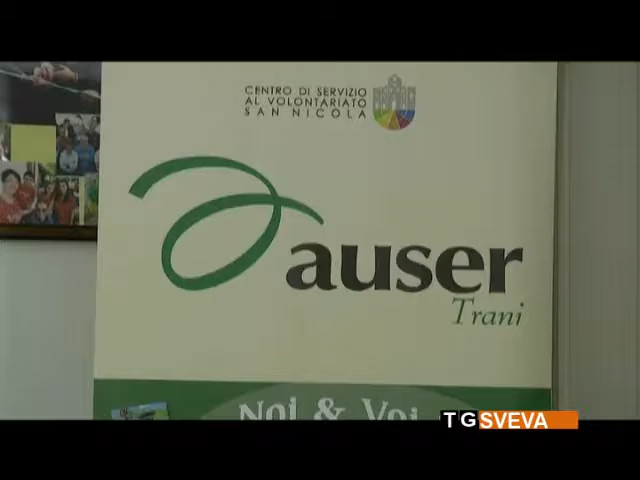 CENTRO DI SERVIZIO
AL VOLONTARIATO
SAN NICOLA
auser
Trani
Noi & Voi
TGSVEVA